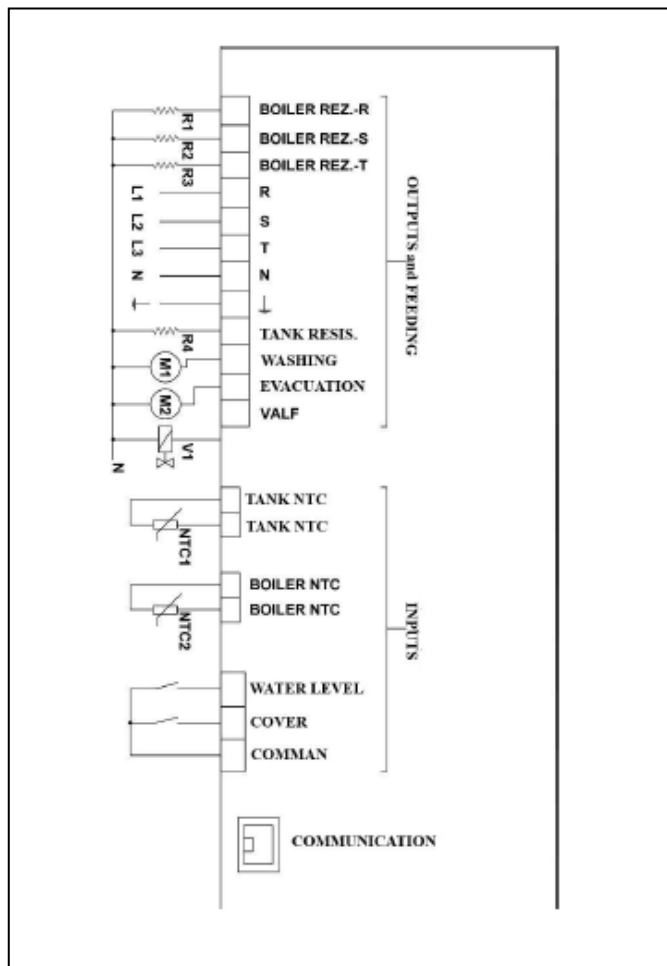 R1 BOILER REZ.-R
R2 BOILER REZ.-S
R3 BOILER REZ.-T
L1 R
L2 S
L3 T
N N
R4 TANK RESIS.
M1 WASHING
M2 EVACUATION
VALF
V1
N
OUTPUTS and FEEDING
TANK NTC
NTC1 TANK NTC
BOILER NTC
NTC2 BOILER NTC
WATER LEVEL
COVER
COMMAN
INPUTS
COMMUNICATION